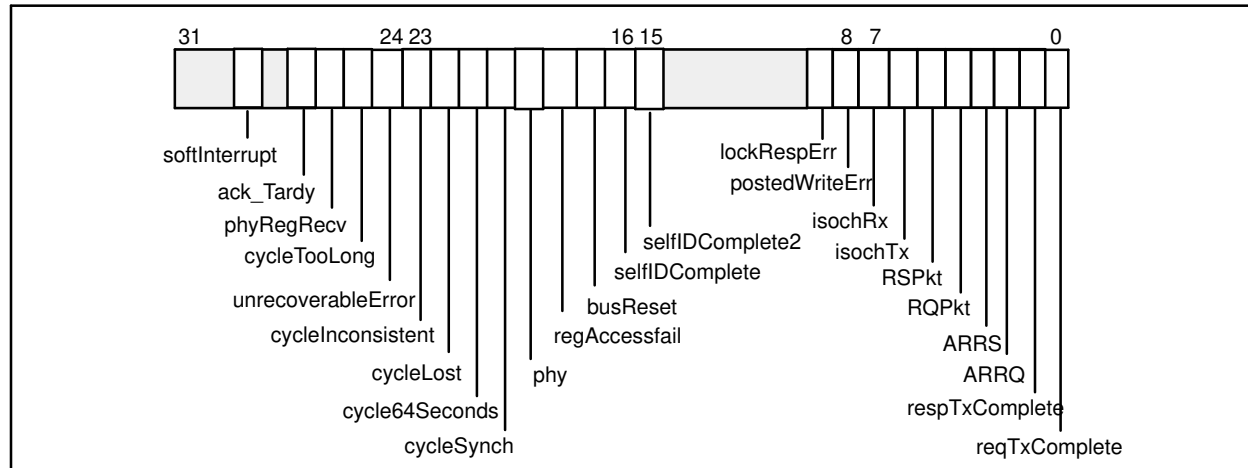 31 24 23 16 15 8 7 0
softInterrupt
ack_Tardy
phyRegRecv
cycleTooLong
unrecoverableError
cycleInconsistent
cycleLost
cycle64Seconds
cycleSynch
phy
regAccessfail
busReset
selfIDComplete
selfIDComplete2
lockRespErr
postedWriteErr
isochRx
isochTx
RSPkt
RQPkt
ARRS
ARRQ
respTxComplete
reqTxComplete